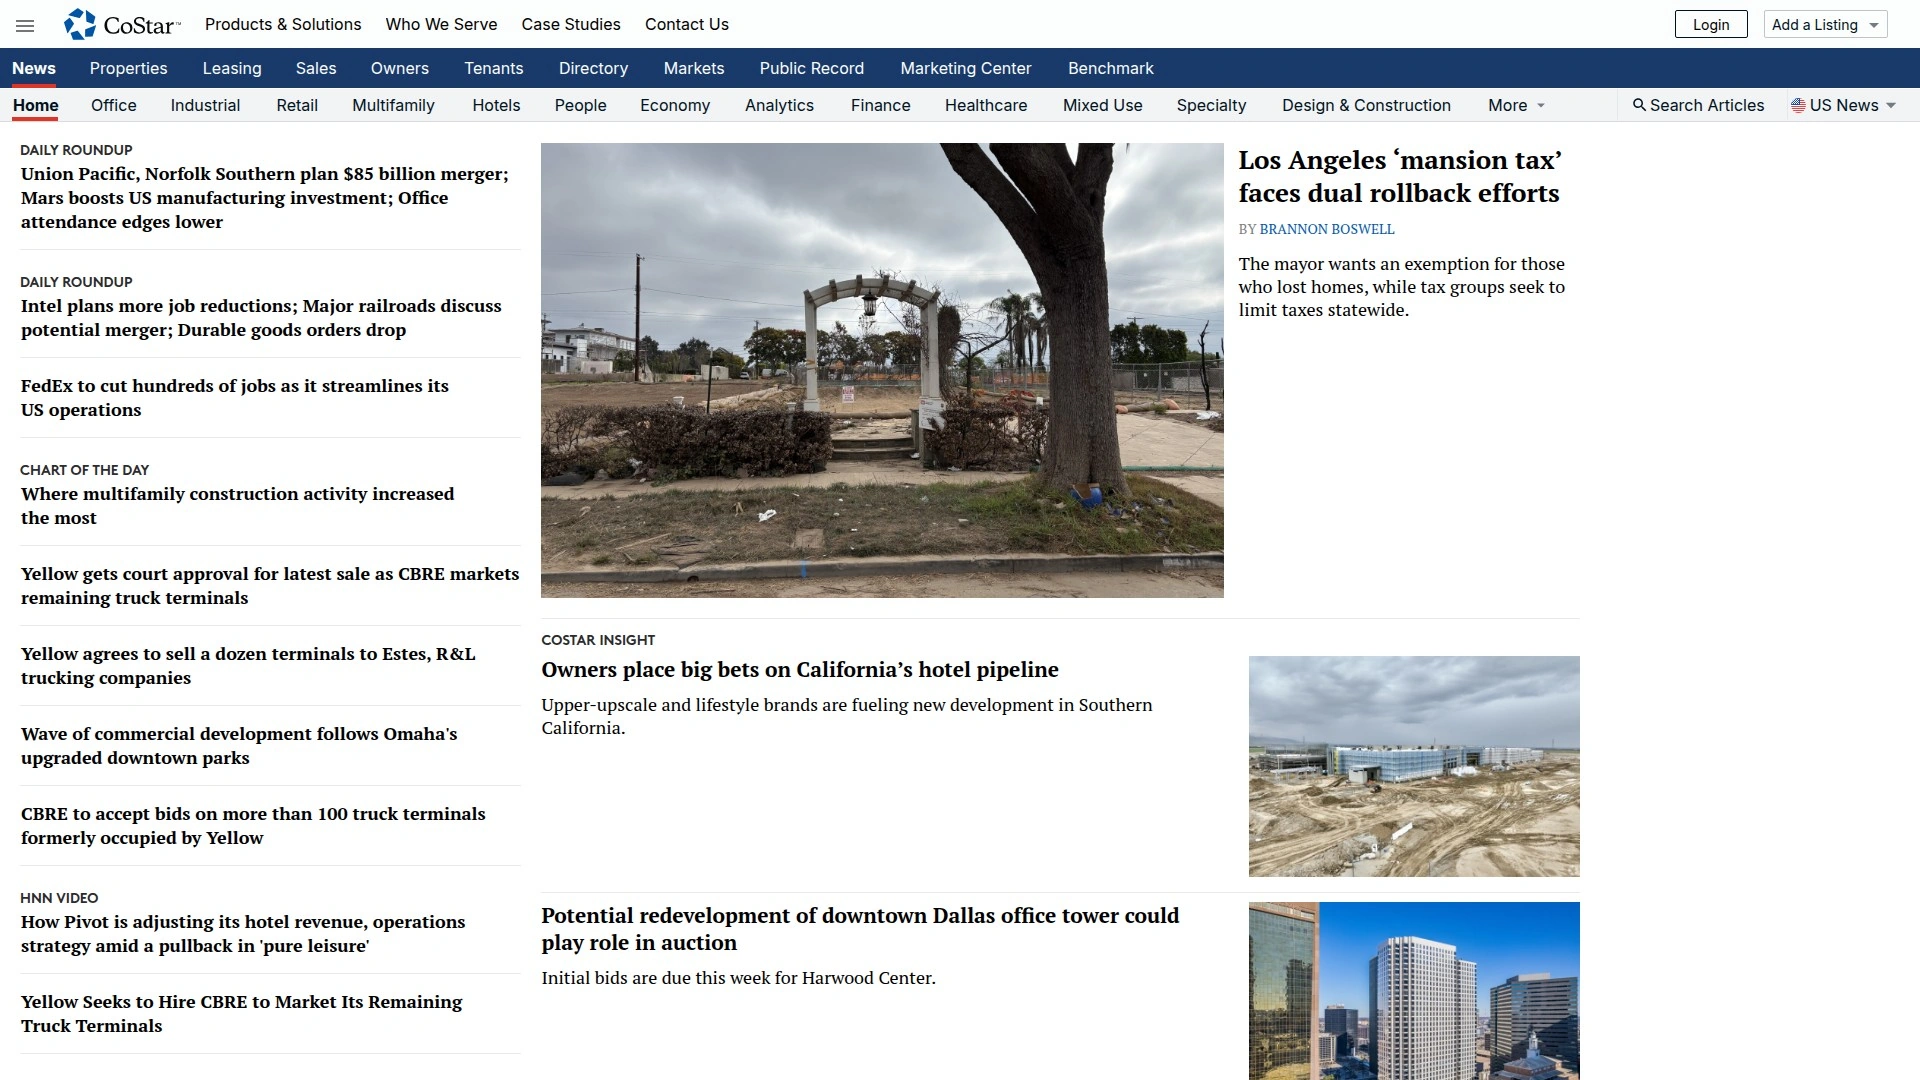 CoStar™
Products & Solutions
Who We Serve
Case Studies
Contact Us
Login
Add a Listing
News
Properties
Leasing
Sales
Owners
Tenants
Directory
Markets
Public Record
Marketing Center
Benchmark
Home
Office
Industrial
Retail
Multifamily
Hotels
People
Economy
Analytics
Finance
Healthcare
Mixed Use
Specialty
Design & Construction
More
Search Articles
US News
DAILY ROUNDUP
Union Pacific, Norfolk Southern plan $85 billion merger;
Mars boosts US manufacturing investment; Office
attendance edges lower
DAILY ROUNDUP
Intel plans more job reductions; Major railroads discuss
potential merger; Durable goods orders drop
FedEx to cut hundreds of jobs as it streamlines its
US operations
CHART OF THE DAY
Where multifamily construction activity increased
the most
Yellow gets court approval for latest sale as CBRE markets
remaining truck terminals
Yellow agrees to sell a dozen terminals to Estes, R&L
trucking companies
Wave of commercial development follows Omaha's
upgraded downtown parks
CBRE to accept bids on more than 100 truck terminals
formerly occupied by Yellow
HNN VIDEO
How Pivot is adjusting its hotel revenue, operations
strategy amid a pullback in 'pure leisure'
Yellow Seeks to Hire CBRE to Market Its Remaining
Truck Terminals
Los Angeles ‘mansion tax’
faces dual rollback efforts
BY BRANNON BOSWELL
The mayor wants an exemption for those
who lost homes, while tax groups seek to
limit taxes statewide.
COSTAR INSIGHT
Owners place big bets on California’s hotel pipeline
Upper-upscale and lifestyle brands are fueling new development in Southern
California.
Potential redevelopment of downtown Dallas office tower could
play role in auction
Initial bids are due this week for Harwood Center.